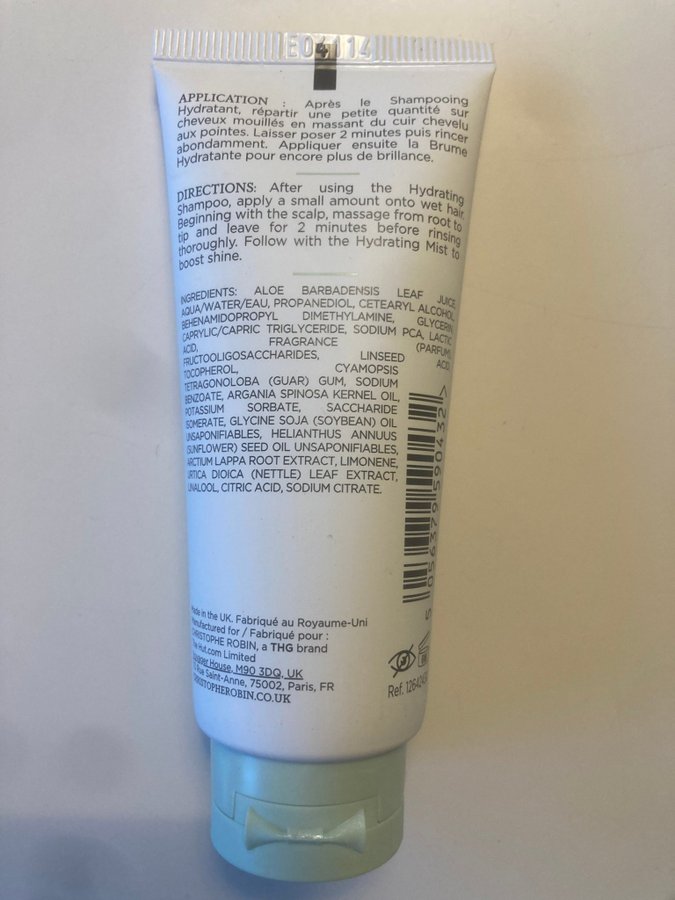 E04114
APPLICATION : Après le Shampooing
Hydratant, répartir une petite quantité sur
cheveux mouillés en massant du cuir chevelu
aux pointes. Laisser poser 2 minutes puis rincer
abondamment. Appliquer ensuite la Brume
Hydratante pour encore plus de brillance.
DIRECTIONS: After using the Hydrating
Shampoo, apply a small amount onto wet hair.
Beginning with the scalp, massage from root to
tip and leave for 2 minutes before rinsing
thoroughly. Follow with the Hydrating Mist to
boost shine.
INGREDIENTS: ALOE BARBADENSIS LEAF JUICE,
AQUA/WATER/EAU, PROPANEDIOL, CETEARYL ALCOHOL,
BEHENAMIDOPROPYL DIMETHYLAMINE, GLYCERIN,
CAPRYLIC/CAPRIC TRIGLYCERIDE, SODIUM PCA, LACTIC
ACID, FRAGRANCE (PARFUM),
FRUCTOOLIGOSACCHARIDES, LINSEED ACID,
TOCOPHEROL, CYAMOPSIS
TETRAGONOLOBA (GUAR) GUM, SODIUM
BENZOATE, ARGANIA SPINOSA KERNEL OIL,
POTASSIUM SORBATE, SACCHARIDE
ISOMERATE, GLYCINE SOJA (SOYBEAN) OIL
UNSAPONIFIABLES, HELIANTHUS ANNUUS
(SUNFLOWER) SEED OIL UNSAPONIFIABLES,
ARCTIUM LAPPA ROOT EXTRACT, LIMONENE,
URTICA DIOICA (NETTLE) LEAF EXTRACT,
LINALOOL, CITRIC ACID, SODIUM CITRATE.
5 056379 590432 >
Made in the UK. Fabriqué au Royaume-Uni
Manufactured for / Fabriqué pour :
CHRISTOPHE ROBIN, a THG brand
The Hut.com Limited
Voyager House, M90 3DQ, UK
Rue Saint-Anne, 75002, Paris, FR
CHRISTOPHEROBIN.CO.UK
Ref.